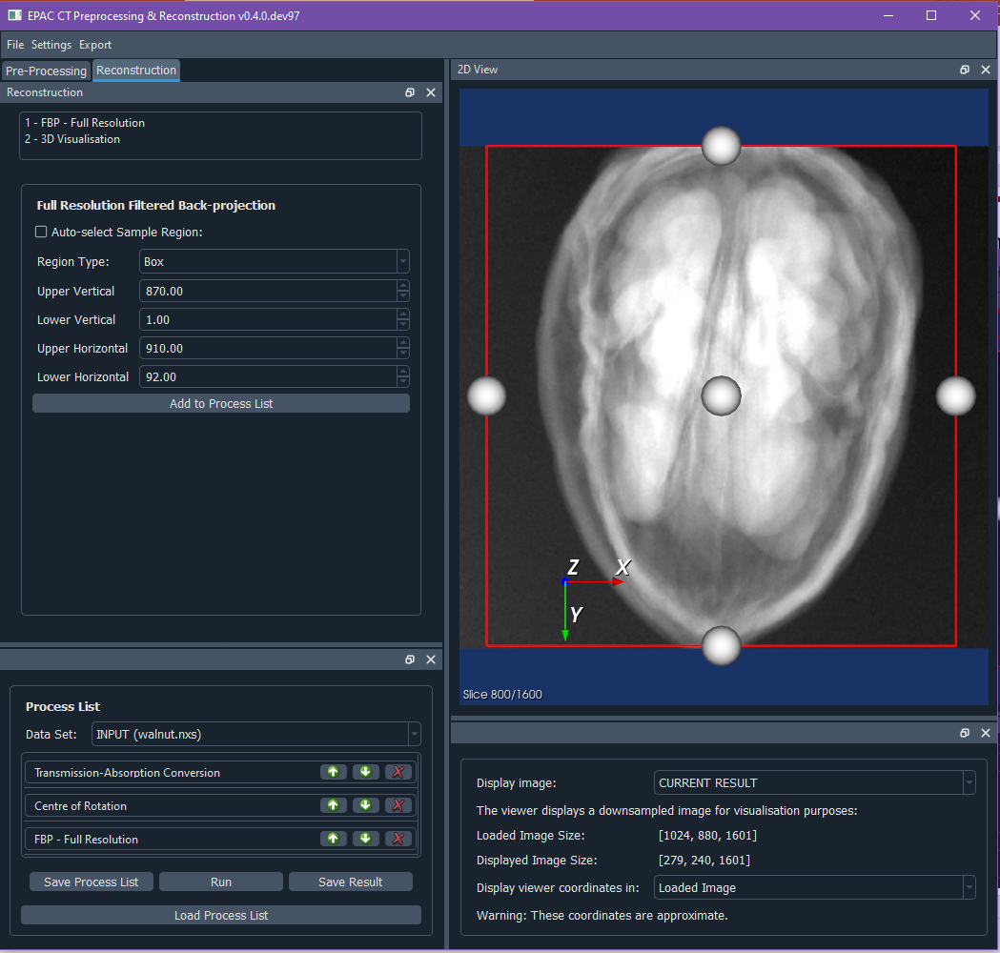 EPAC CT Preprocessing & Reconstruction v0.4.0.dev97
File Settings Export
Pre-Processing Reconstruction
Reconstruction
1 - FBP - Full Resolution
2 - 3D Visualisation
Full Resolution Filtered Back-projection
Auto-select Sample Region:
Region Type: Box
Upper Vertical 870.00
Lower Vertical 1.00
Upper Horizontal 910.00
Lower Horizontal 92.00
Add to Process List
Process List
Data Set: INPUT (walnut.nxs)
Transmission-Absorption Conversion
Centre of Rotation
FBP - Full Resolution
Save Process List Run Save Result
Load Process List
2D View
Z X
Y
Slice 800/1600
Display image: CURRENT RESULT
The viewer displays a downsampled image for visualisation purposes:
Loaded Image Size: [1024, 880, 1601]
Displayed Image Size: [279, 240, 1601]
Display viewer coordinates in: Loaded Image
Warning: These coordinates are approximate.